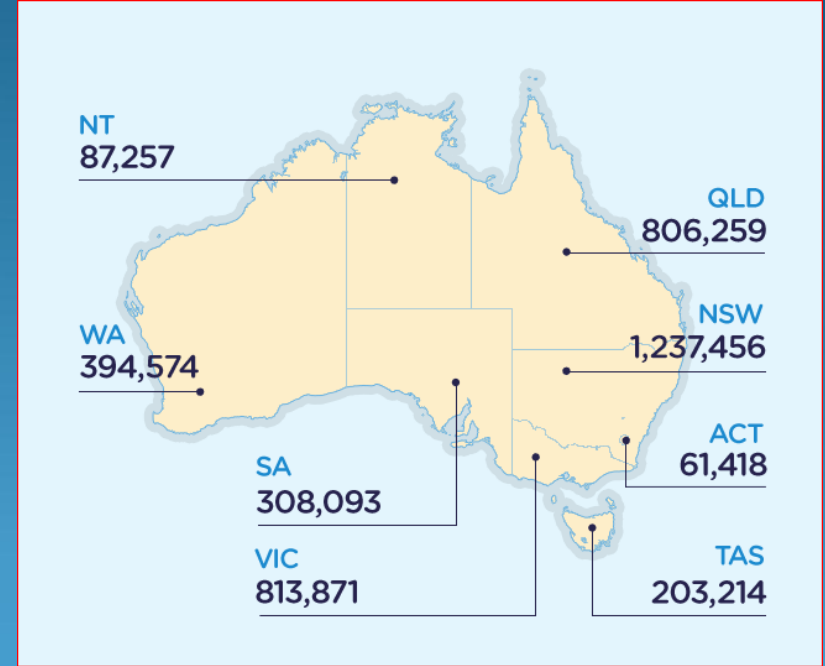 NT
87,257
QLD
806,259
NSW
1,237,456
WA
394,574
ACT
61,418
SA
308,093
VIC
813,871
TAS
203,214